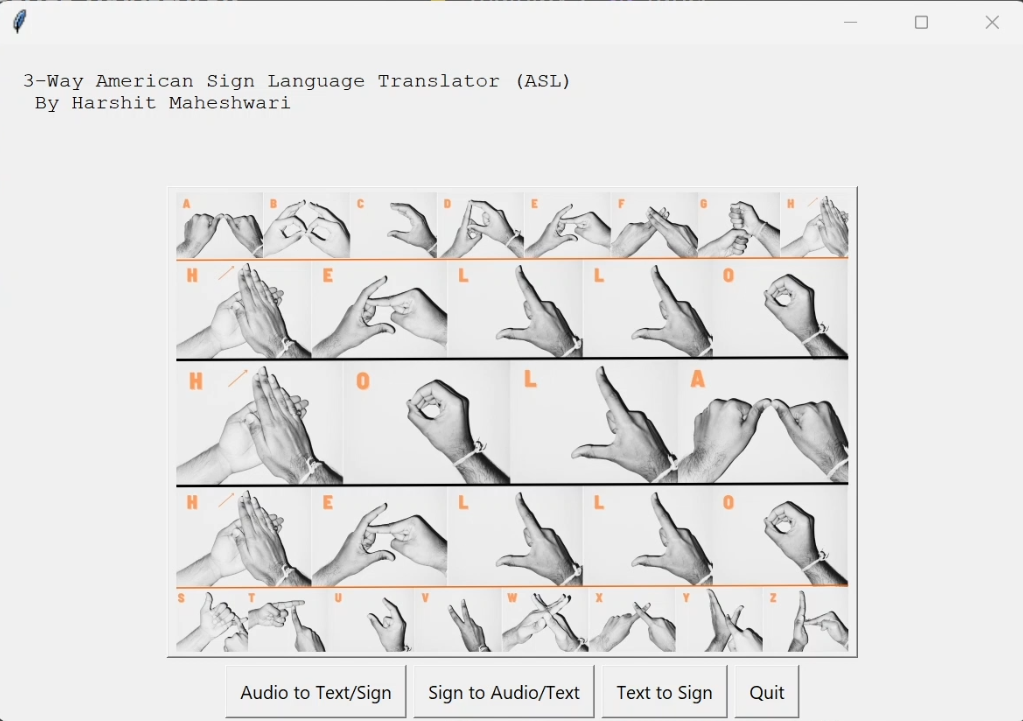 3-Way American Sign Language Translator (ASL)
By Harshit Maheshwari
A B C D E F G H
H E L L O
H O L A
H E L L O
S T U V W X Y Z
Audio to Text/Sign Sign to Audio/Text Text to Sign Quit